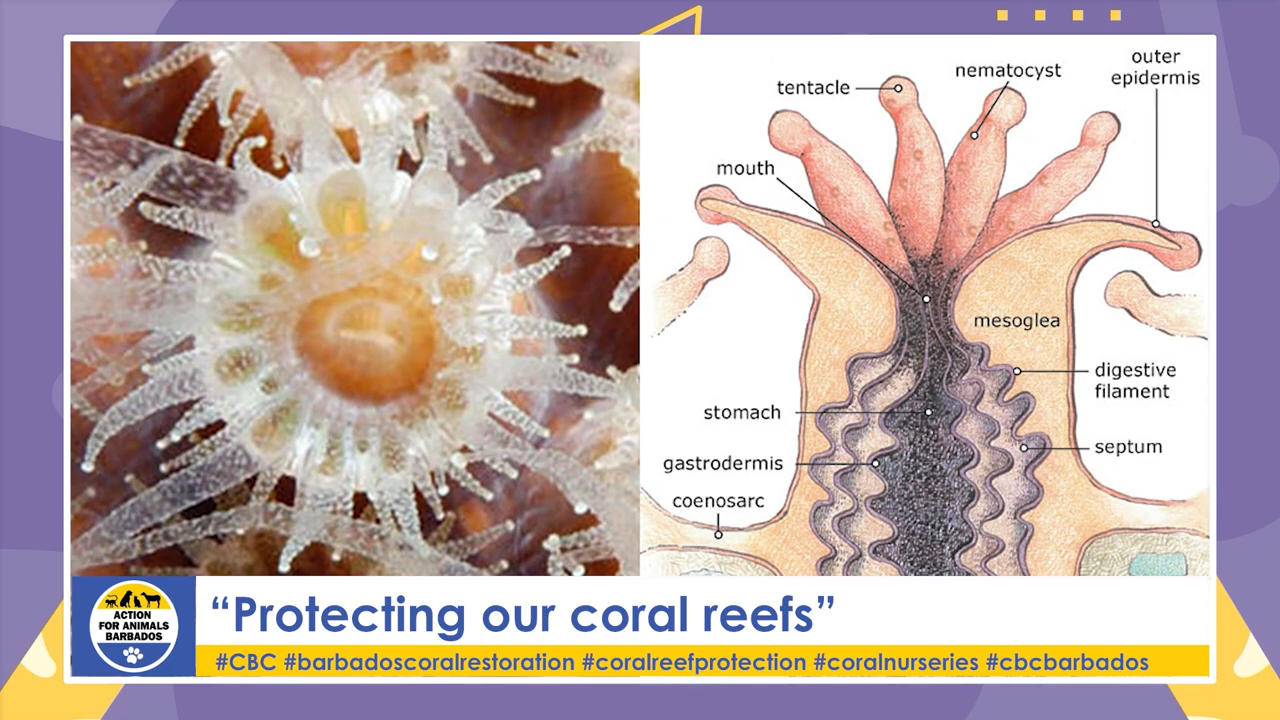 tentacle
nematocyst
outer
epidermis
mouth
mesoglea
digestive
filament
stomach
septum
gastrodermis
coenosarc
ACTION
FOR ANIMALS
BARBADOS
“Protecting our coral reefs”
#CBC #barbadoscoralrestoration #coralreefprotection #coralnurseries #cbcbarbados